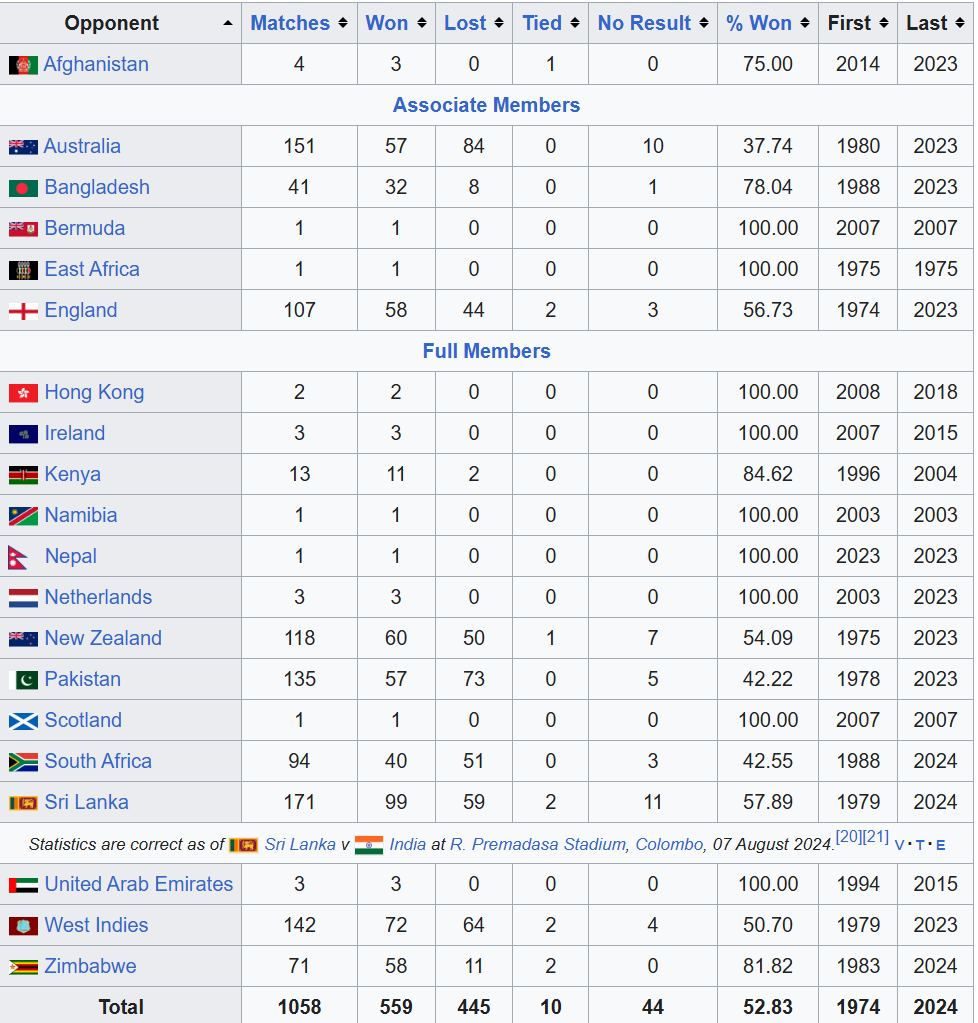 Opponent Matches Won Lost Tied No Result % Won First Last
Afghanistan 4 3 0 1 0 75.00 2014 2023
Associate Members
Australia 151 57 84 0 10 37.74 1980 2023
Bangladesh 41 32 8 0 1 78.04 1988 2023
Bermuda 1 1 0 0 0 100.00 2007 2007
East Africa 1 1 0 0 0 100.00 1975 1975
England 107 58 44 2 3 56.73 1974 2023
Full Members
Hong Kong 2 2 0 0 0 100.00 2008 2018
Ireland 3 3 0 0 0 100.00 2007 2015
Kenya 13 11 2 0 0 84.62 1996 2004
Namibia 1 1 0 0 0 100.00 2003 2003
Nepal 1 1 0 0 0 100.00 2023 2023
Netherlands 3 3 0 0 0 100.00 2003 2023
New Zealand 118 60 50 1 7 54.09 1975 2023
Pakistan 135 57 73 0 5 42.22 1978 2023
Scotland 1 1 0 0 0 100.00 2007 2007
South Africa 94 40 51 0 3 42.55 1988 2024
Sri Lanka 171 99 59 2 11 57.89 1979 2024
Statistics are correct as of Sri Lanka v India at R. Premadasa Stadium, Colombo, 07 August 2024.[20][21] V · T · E
United Arab Emirates 3 3 0 0 0 100.00 1994 2015
West Indies 142 72 64 2 4 50.70 1979 2023
Zimbabwe 71 58 11 2 0 81.82 1983 2024
Total 1058 559 445 10 44 52.83 1974 2024